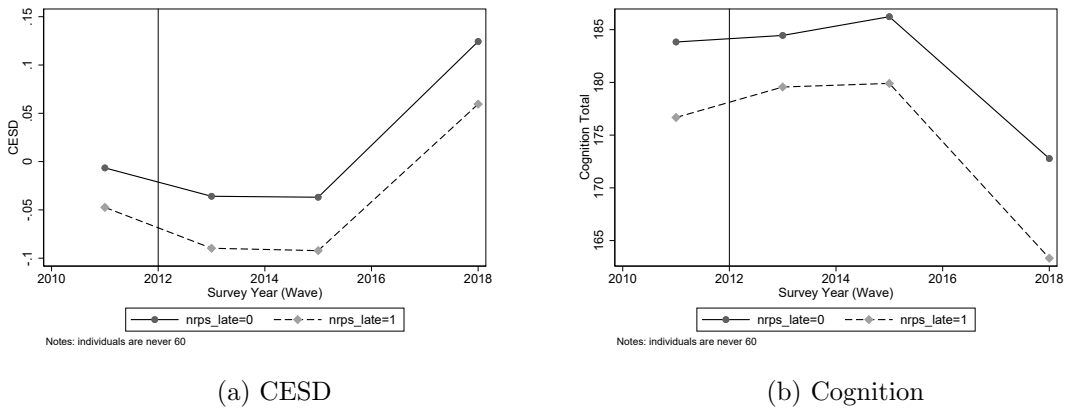 CESD
.15
.1
.05
0
-.05
-.1
2010 2012 2014 2016 2018
Survey Year (Wave)
nrps_late=0 nrps_late=1
Notes: individuals are never 60
(a) CESD
Cognition Total
185
180
175
170
165
2010 2012 2014 2016 2018
Survey Year (Wave)
nrps_late=0 nrps_late=1
Notes: individuals are never 60
(b) Cognition